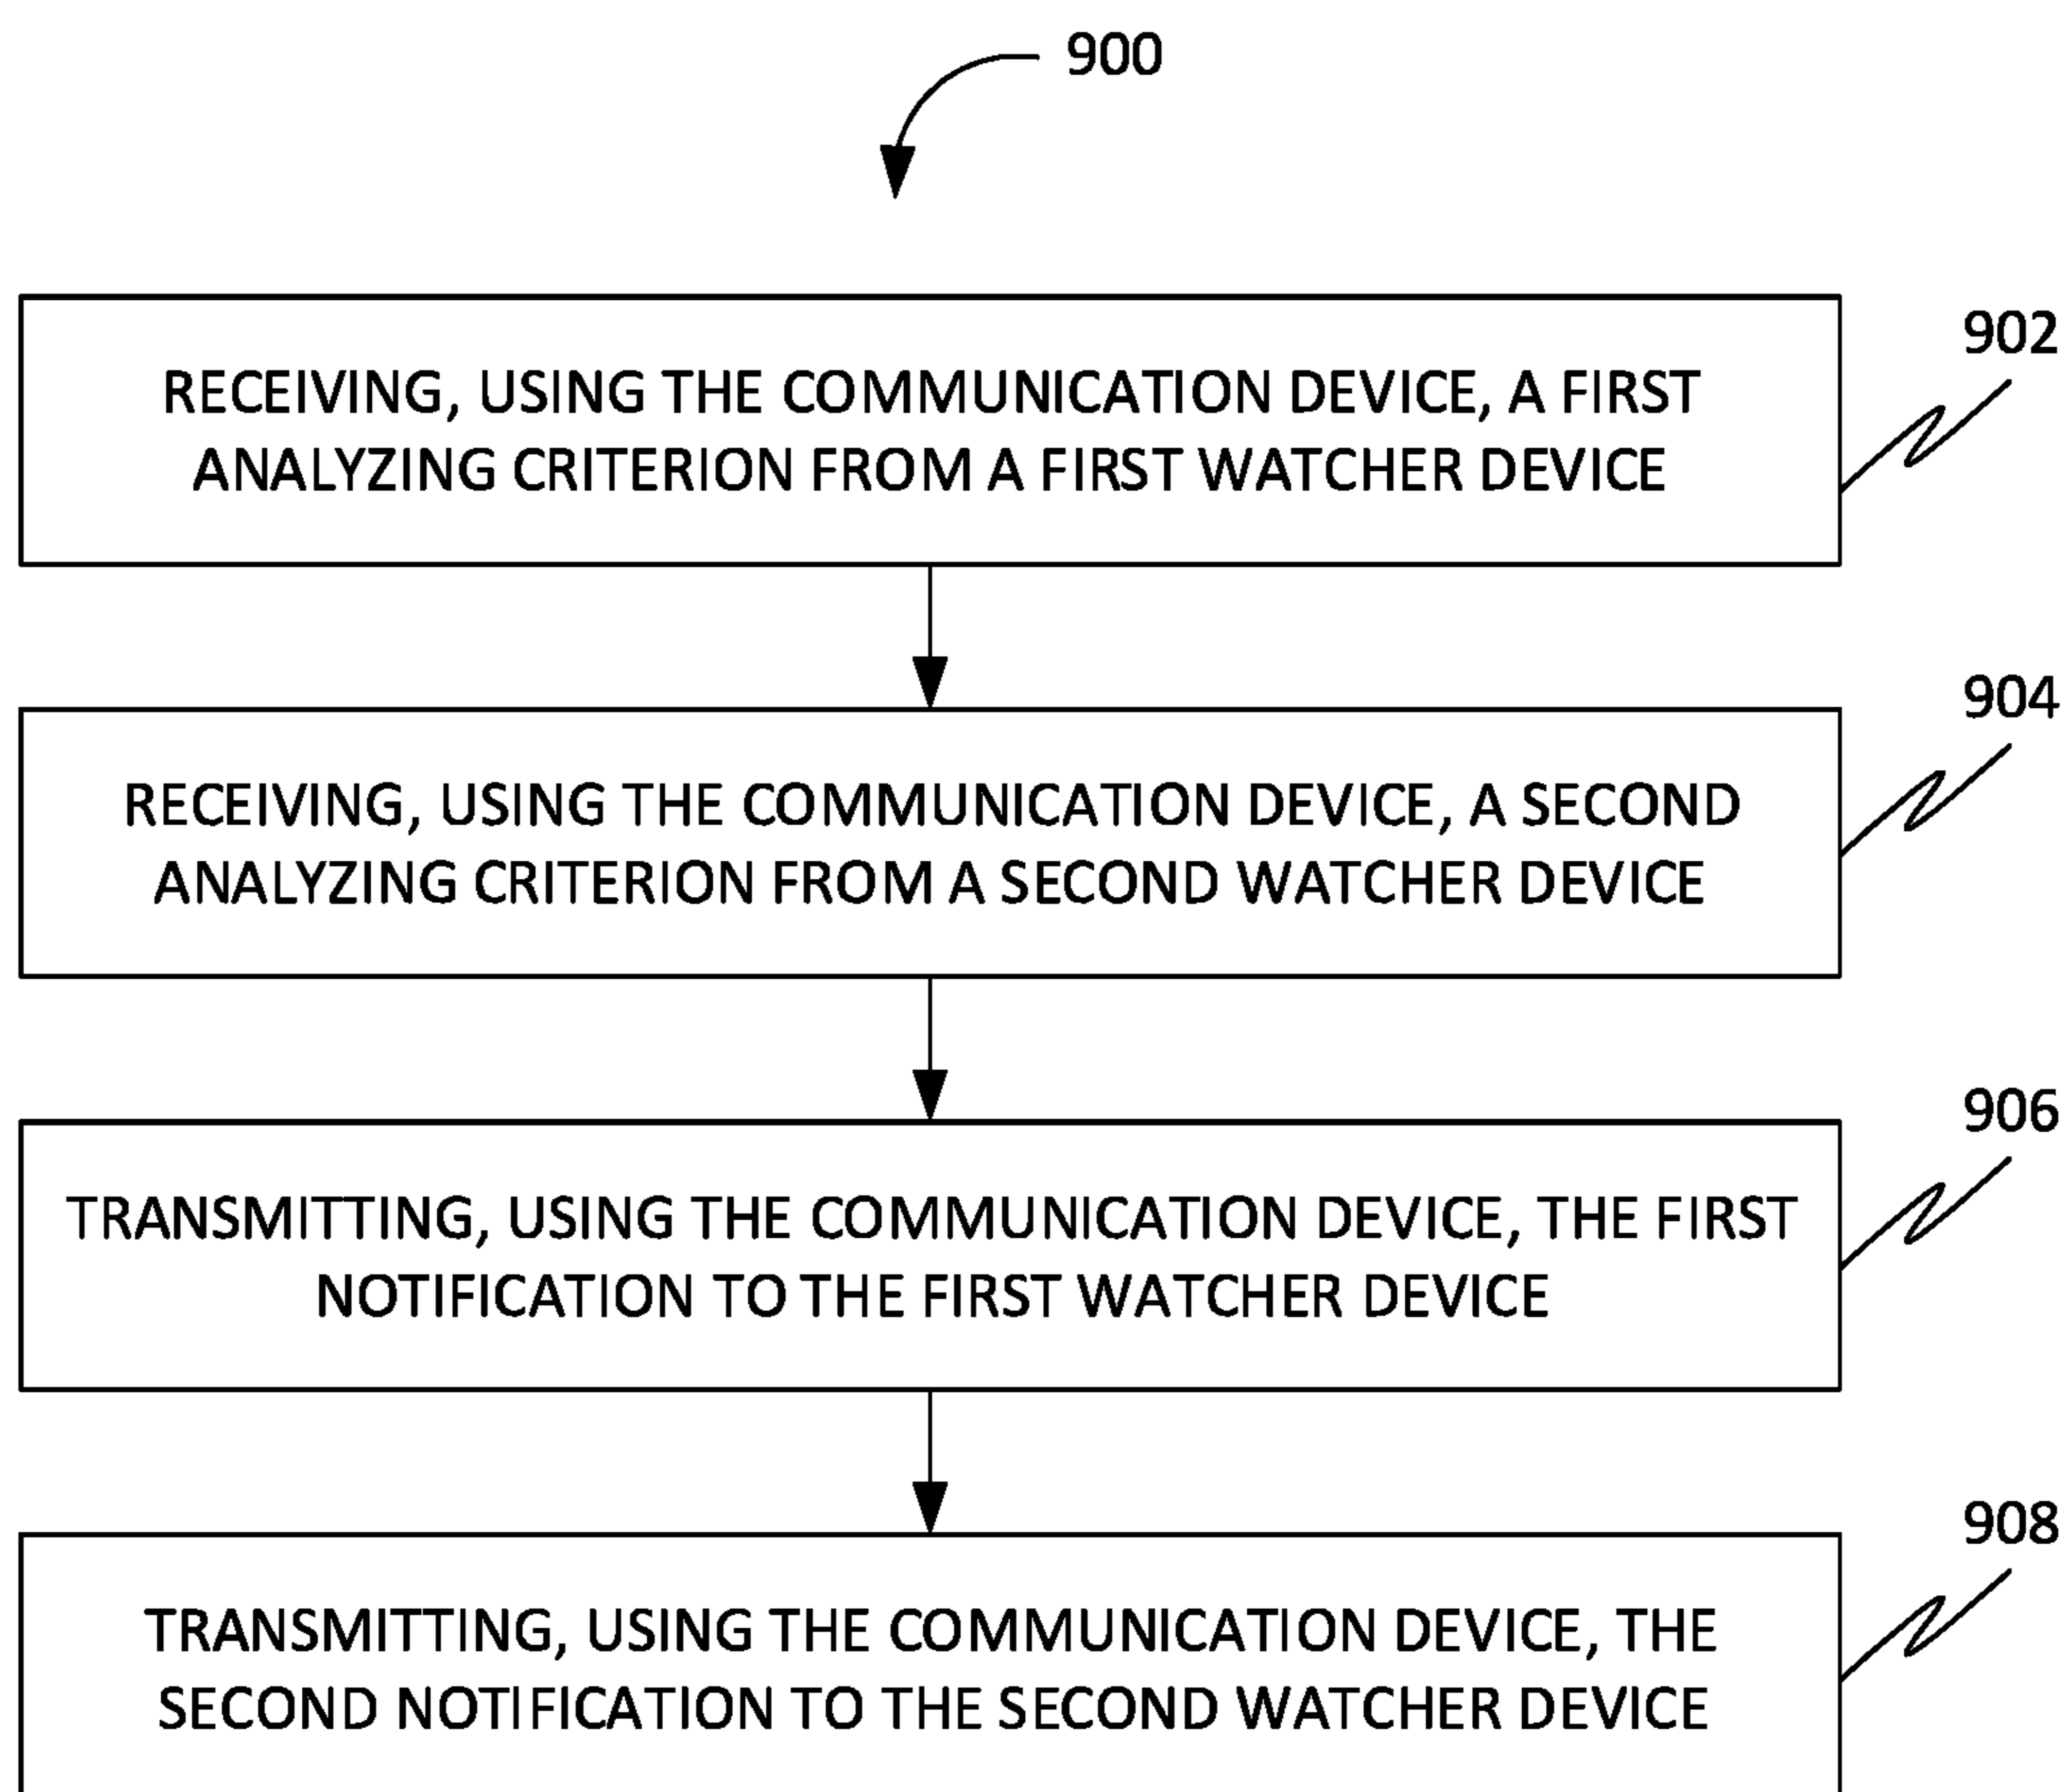 900
902
RECEIVING, USING THE COMMUNICATION DEVICE, A FIRST
ANALYZING CRITERION FROM A FIRST WATCHER DEVICE
904
RECEIVING, USING THE COMMUNICATION DEVICE, A SECOND
ANALYZING CRITERION FROM A SECOND WATCHER DEVICE
906
TRANSMITTING, USING THE COMMUNICATION DEVICE, THE FIRST
NOTIFICATION TO THE FIRST WATCHER DEVICE
908
TRANSMITTING, USING THE COMMUNICATION DEVICE, THE
SECOND NOTIFICATION TO THE SECOND WATCHER DEVICE